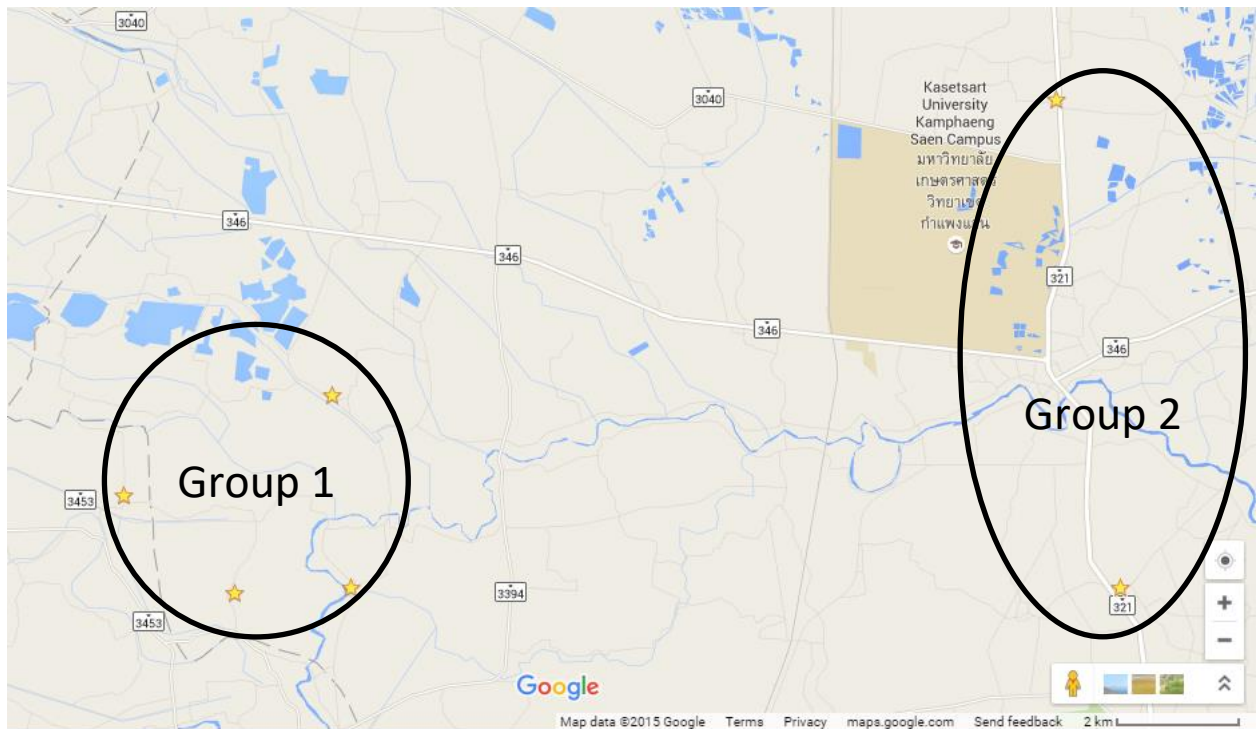 3040
3040
Kasetsart
University
Kamphaeng
Saen Campus
มหาวิทยาลัย
เกษตรศาสตร์
วิทยาเขต
กำแพงแสน
346
346
321
346
346
Group 1
Group 2
3453
3394
321
3453
Google
Map data ©2015 Google Terms Privacy maps.google.com Send feedback 2 km